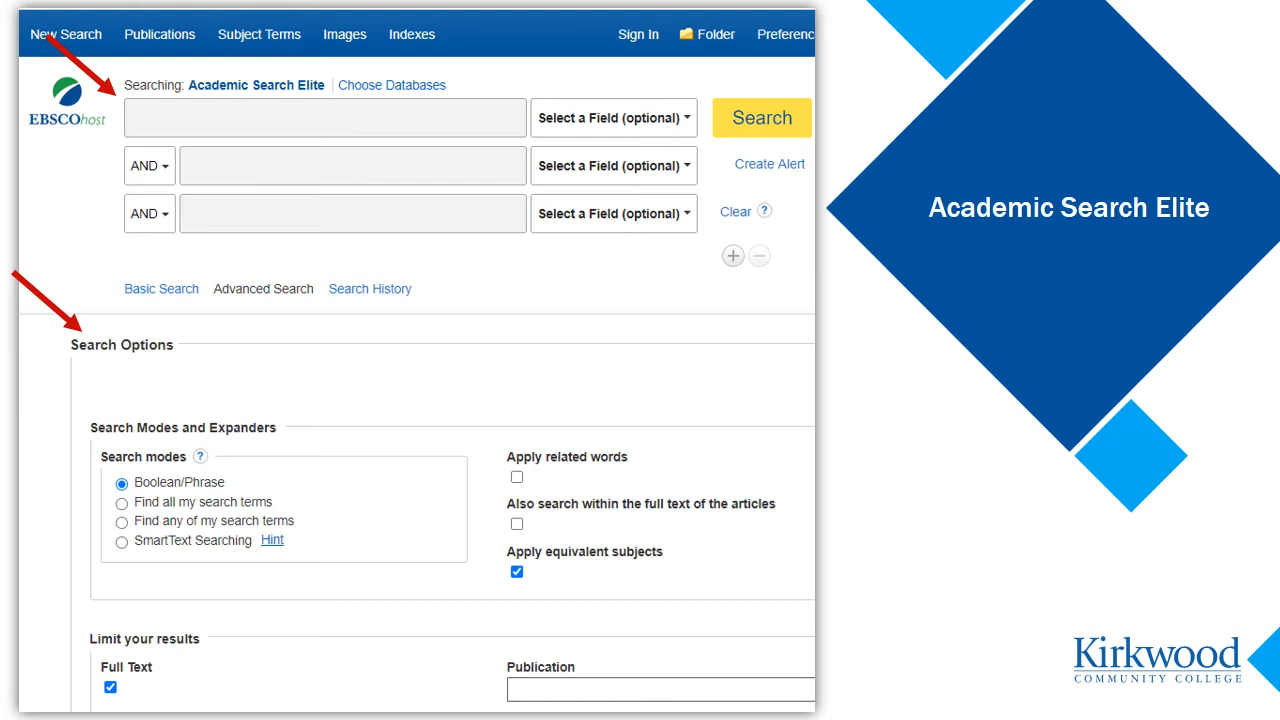 New Search Publications Subject Terms Images Indexes Sign In Folder Preferenc
Searching: Academic Search Elite Choose Databases
EBSCOhost
Select a Field (optional) Search
AND Select a Field (optional) Create Alert
AND Select a Field (optional) Clear ?
Basic Search Advanced Search Search History
Search Options
Search Modes and Expanders
Search modes ?
Boolean/Phrase
Find all my search terms
Find any of my search terms
SmartText Searching Hint
Apply related words
Also search within the full text of the articles
Apply equivalent subjects
Limit your results
Full Text
Publication
Academic Search Elite
Kirkwood
COMMUNITY COLLEGE